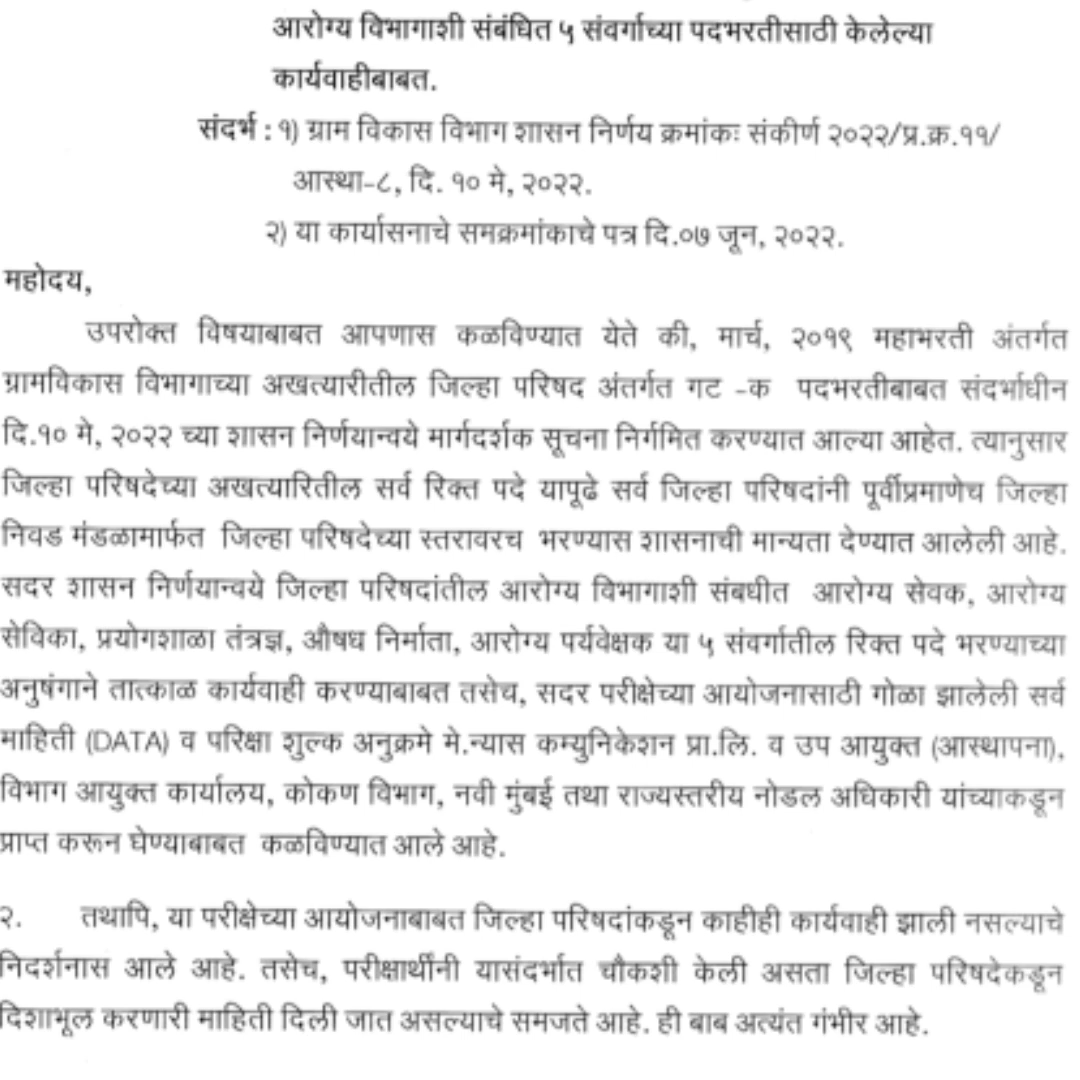 आरोग्य विभागाशी संबंधित ५ संवर्गाच्या पदभरतीसाठी केलेल्या
कार्यवाहीबाबत.
संदर्भ : १) ग्राम विकास विभाग शासन निर्णय क्रमांकः संकीर्ण २०२२/प्र.क्र.११/
आस्था-८, दि. १० मे, २०२२.
२) या कार्यासनाचे समक्रमांकाचे पत्र दि.०७ जून, २०२२.
महोदय,
उपरोक्त विषयाबाबत आपणास कळविण्यात येते की, मार्च, २०१९ महाभरती अंतर्गत
ग्रामविकास विभागाच्या अखत्यारीतील जिल्हा परिषद अंतर्गत गट -क पदभरतीबाबत संदर्भाधीन
दि.१० मे, २०२२ च्या शासन निर्णयान्वये मार्गदर्शक सूचना निर्गमित करण्यात आल्या आहेत. त्यानुसार
जिल्हा परिषदेच्या अखत्यारितील सर्व रिक्त पदे यापूढे सर्व जिल्हा परिषदांनी पूर्वीप्रमाणेच जिल्हा
निवड मंडळामार्फत जिल्हा परिषदेच्या स्तरावरच भरण्यास शासनाची मान्यता देण्यात आलेली आहे.
सदर शासन निर्णयान्वये जिल्हा परिषदांतील आरोग्य विभागाशी संबधीत आरोग्य सेवक, आरोग्य
सेविका, प्रयोगशाळा तंत्रज्ञ, औषध निर्माता, आरोग्य पर्यवेक्षक या ५ संवर्गातील रिक्त पदे भरण्याच्या
अनुषंगाने तात्काळ कार्यवाही करण्याबाबत तसेच, सदर परीक्षेच्या आयोजनासाठी गोळा झालेली सर्व
माहिती (DATA) व परिक्षा शुल्क अनुक्रमे मे.न्यास कम्युनिकेशन प्रा.लि. व उप आयुक्त (आस्थापना),
विभाग आयुक्त कार्यालय, कोकण विभाग, नवी मुंबई तथा राज्यस्तरीय नोडल अधिकारी यांच्याकडून
प्राप्त करून घेण्याबाबत कळविण्यात आले आहे.
२. तथापि, या परीक्षेच्या आयोजनाबाबत जिल्हा परिषदांकडून काहीही कार्यवाही झाली नसल्याचे
निदर्शनास आले आहे. तसेच, परीक्षार्थींनी यासंदर्भात चौकशी केली असता जिल्हा परिषदेकडून
दिशाभूल करणारी माहिती दिली जात असल्याचे समजते आहे. ही बाब अत्यंत गंभीर आहे.